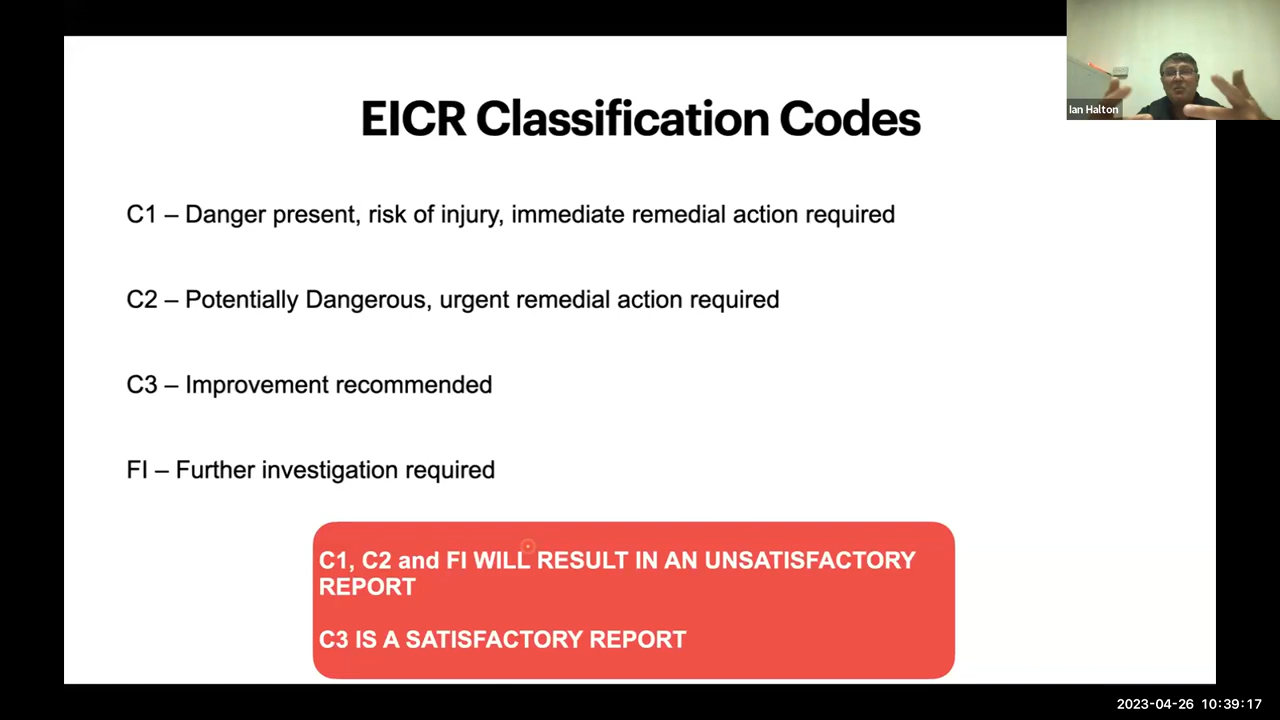 Ian Halton
EICR Classification Codes
C1 – Danger present, risk of injury, immediate remedial action required
C2 – Potentially Dangerous, urgent remedial action required
C3 – Improvement recommended
FI – Further investigation required
C1, C2 and FI WILL RESULT IN AN UNSATISFACTORY
REPORT
C3 IS A SATISFACTORY REPORT
2023-04-26 10:39:17